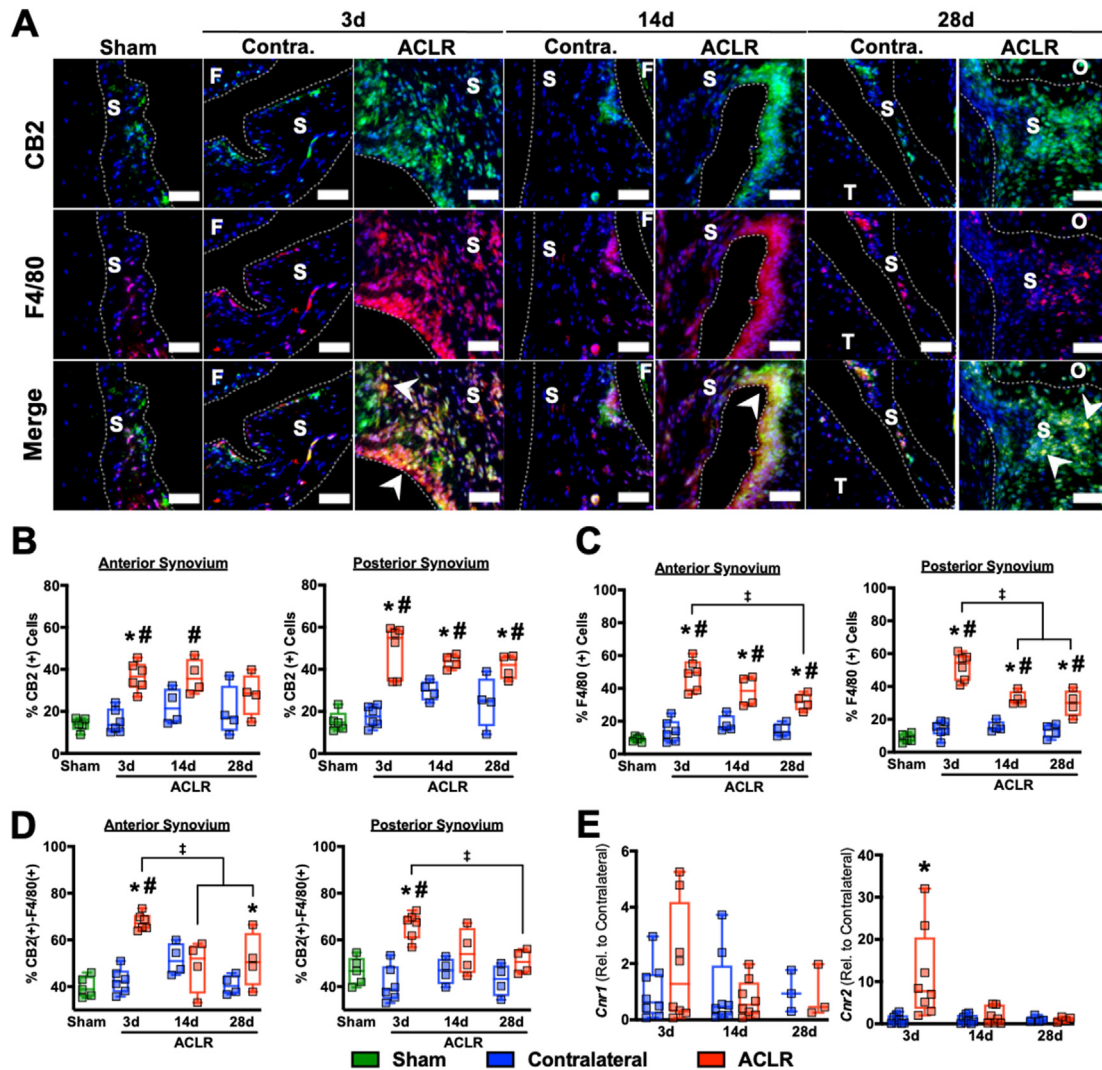 A
3d
14d
28d
Sham
Contra.
ACLR
Contra.
ACLR
Contra.
ACLR
CB2
S
F
S
S
S
F
S
S
T
S
O
F4/80
S
F
S
S
S
F
S
S
T
S
O
Merge
S
F
S
S
S
F
S
S
T
S
O
B
Anterior Synovium
% CB2 (+) Cells
80
60
40
20
0
* #
#
Sham
3d
14d
28d
ACLR
Posterior Synovium
% CB2 (+) Cells
80
60
40
20
0
* #
* #
* #
Sham
3d
14d
28d
ACLR
C
Anterior Synovium
% F4/80 (+) Cells
100
80
60
40
20
0
‡
* #
* #
* #
Sham
3d
14d
28d
ACLR
Posterior Synovium
% F4/80 (+) Cells
100
80
60
40
20
0
‡
* #
* #
* #
Sham
3d
14d
28d
ACLR
D
Anterior Synovium
% CB2(+)-F4/80(+)
100
80
60
40
‡
* #
*
Sham
3d
14d
28d
ACLR
Posterior Synovium
% CB2(+)-F4/80(+)
100
80
60
40
‡
* #
Sham
3d
14d
28d
ACLR
E
Cnr1 (Rel. to Contralateral)
6
4
2
0
3d
14d
28d
Cnr2 (Rel. to Contralateral)
40
30
20
10
0
*
3d
14d
28d
Sham
Contralateral
ACLR